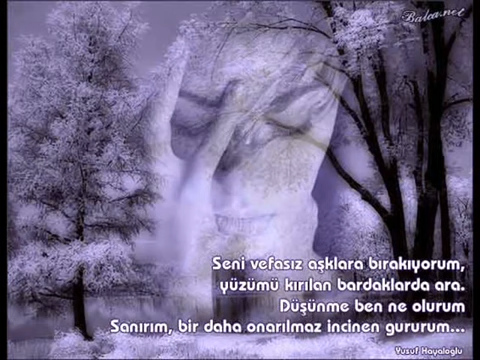 Balca.net
Seni vefasız aşklara bırakıyorum,
yüzümü kırılan bardaklarda ara.
Düşünme ben ne olurum
Sanırım, bir daha onarılmaz incinen gururum...
Yusuf Hayaloğlu